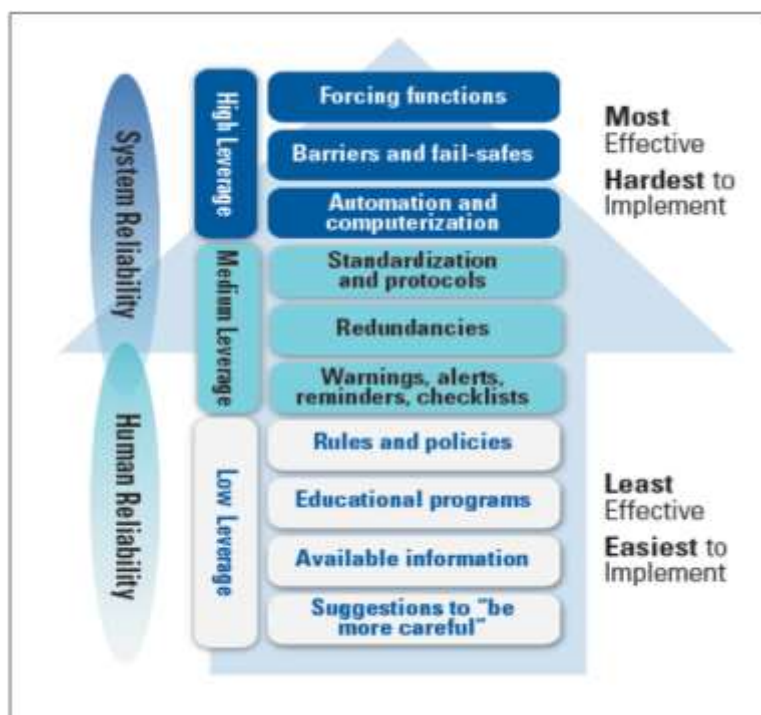 System Reliability
Human Reliability
High Leverage
Medium Leverage
Low Leverage
Forcing functions
Barriers and fail-safes
Automation and
computerization
Standardization
and protocols
Redundancies
Warnings, alerts,
reminders, checklists
Rules and policies
Educational programs
Available information
Suggestions to "be
more careful"
Most
Effective
Hardest to
Implement
Least
Effective
Easiest to
Implement